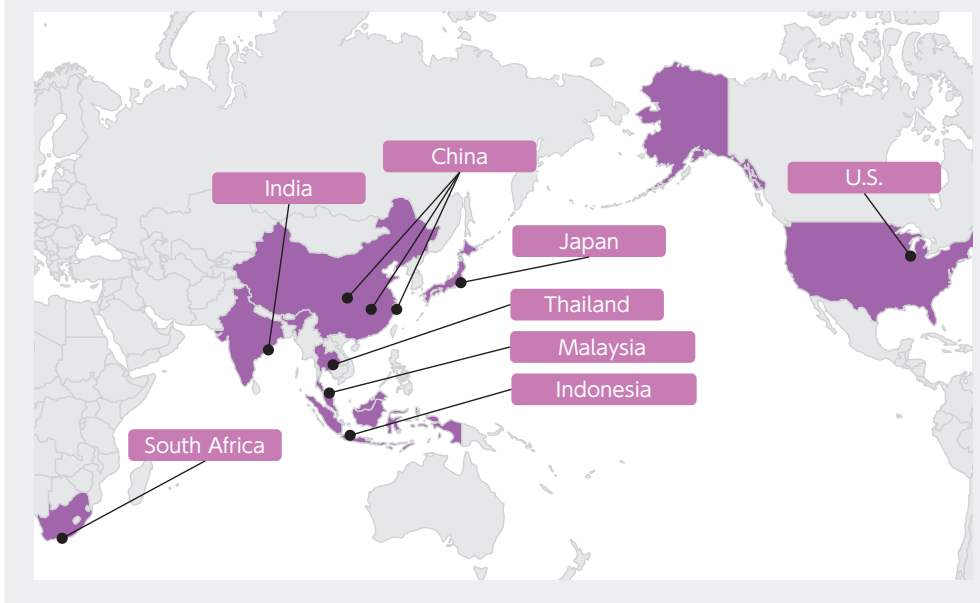 China
India
U.S.
Japan
Thailand
Malaysia
Indonesia
South Africa